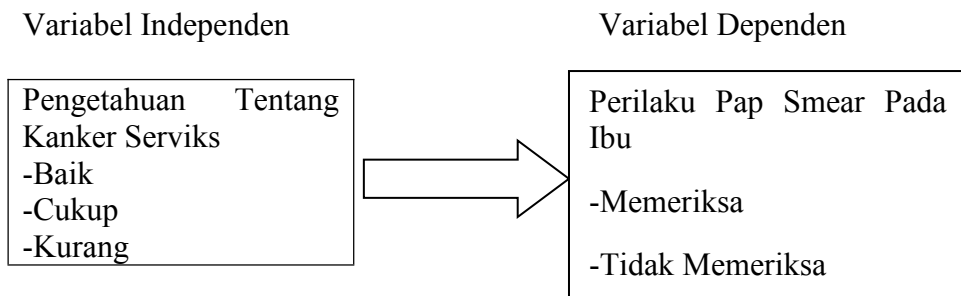 Variabel Independen
Variabel Dependen
Pengetahuan Tentang
Kanker Serviks
-Baik
-Cukup
-Kurang
Perilaku Pap Smear Pada
Ibu
-Memeriksa
-Tidak Memeriksa